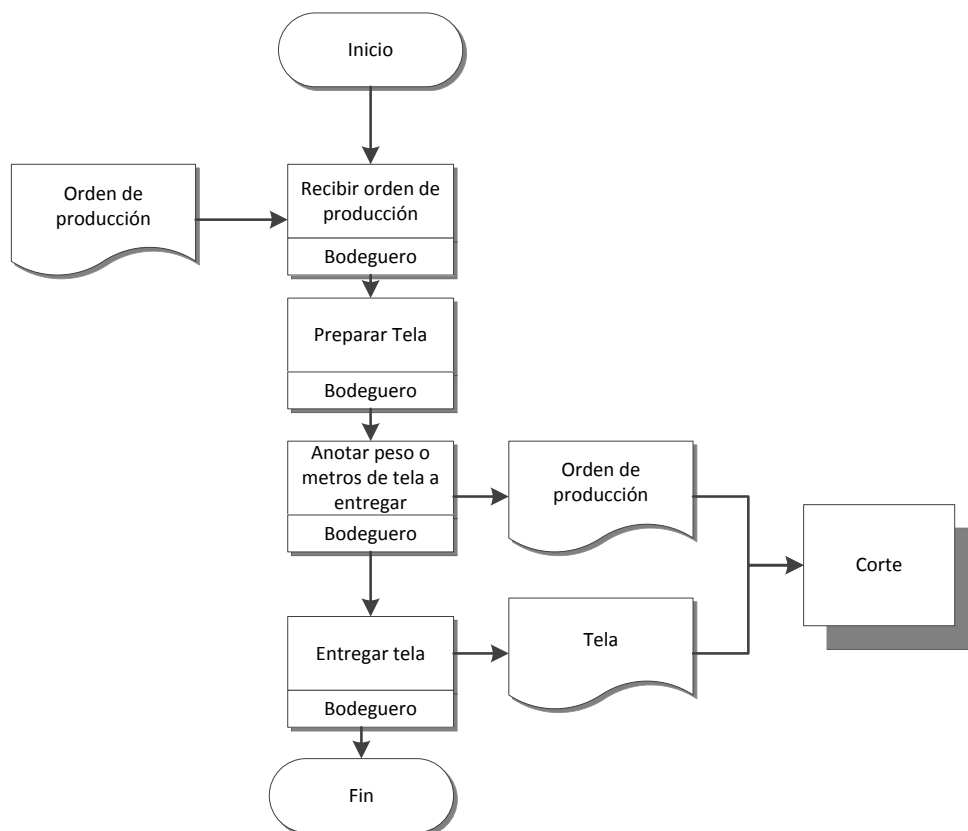 Inicio
Orden de
producción
Recibir orden de
producción
Bodeguero
Preparar Tela
Bodeguero
Anotar peso o
metros de tela a
entregar
Bodeguero
Orden de
producción
Corte
Entregar tela
Bodeguero
Tela
Fin